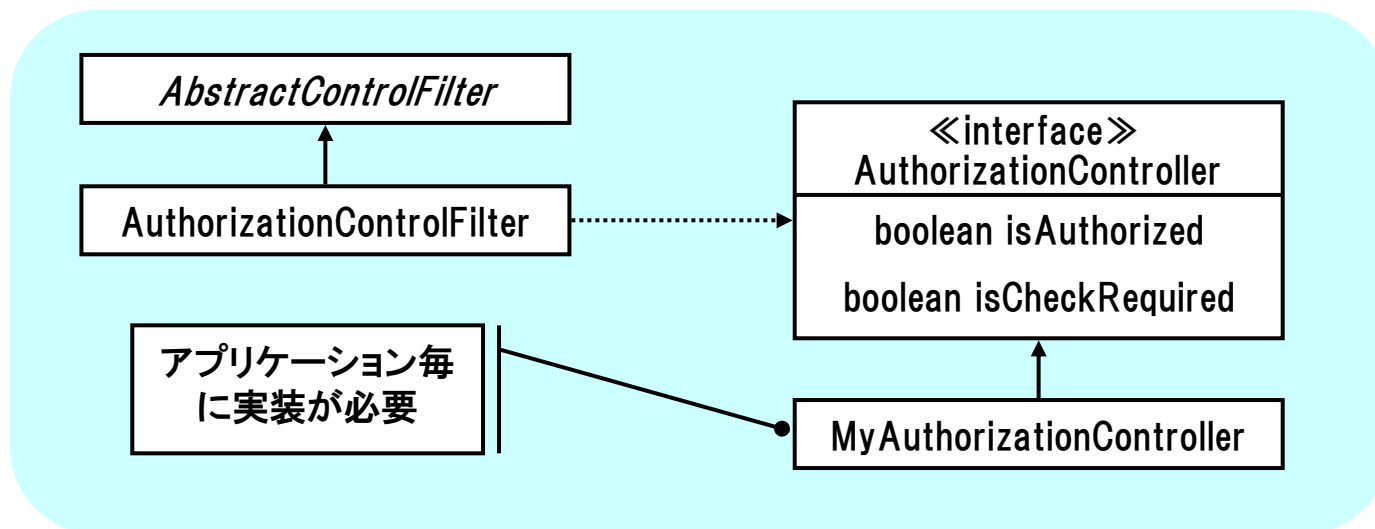 AbstractControlFilter
AuthorizationControlFilter
≪interface≫
AuthorizationController
boolean isAuthorized
boolean isCheckRequired
アプリケーション毎
に実装が必要
MyAuthorizationController